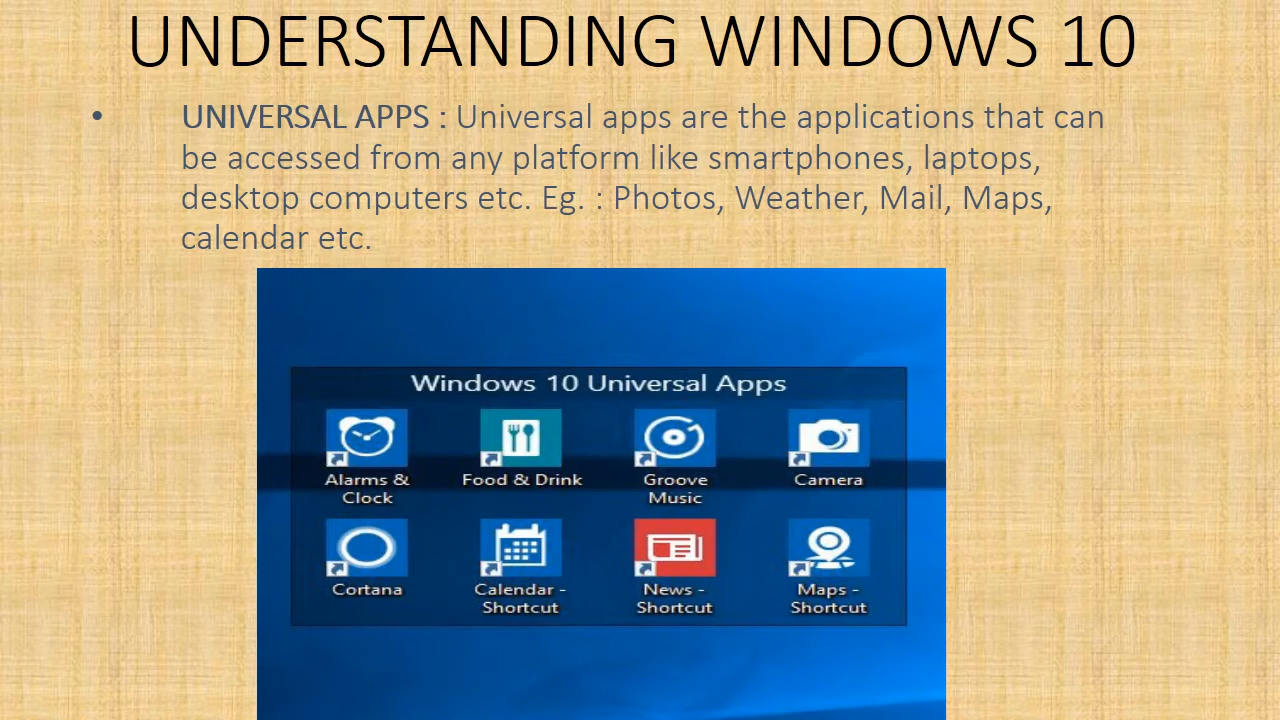 UNDERSTANDING WINDOWS 10
• UNIVERSAL APPS : Universal apps are the applications that can
be accessed from any platform like smartphones, laptops,
desktop computers etc. Eg. : Photos, Weather, Mail, Maps,
calendar etc.
Windows 10 Universal Apps
Alarms &
Clock
Food & Drink
Groove
Music
Camera
Cortana
Calendar -
Shortcut
News -
Shortcut
Maps -
Shortcut